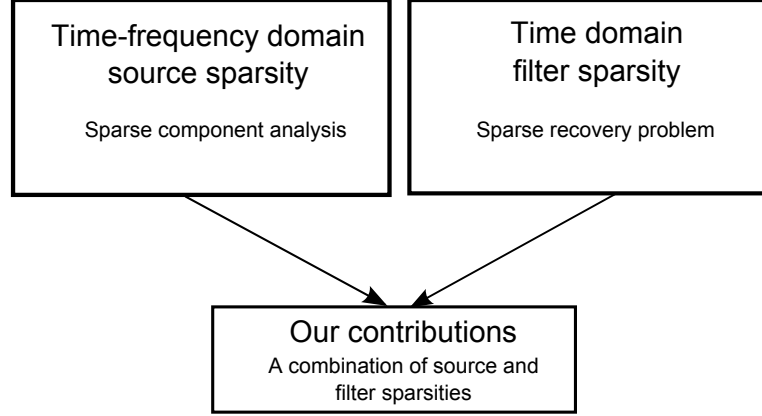 Time-frequency domain
source sparsity
Sparse component analysis
Time domain
filter sparsity
Sparse recovery problem
Our contributions
A combination of source and
filter sparsities